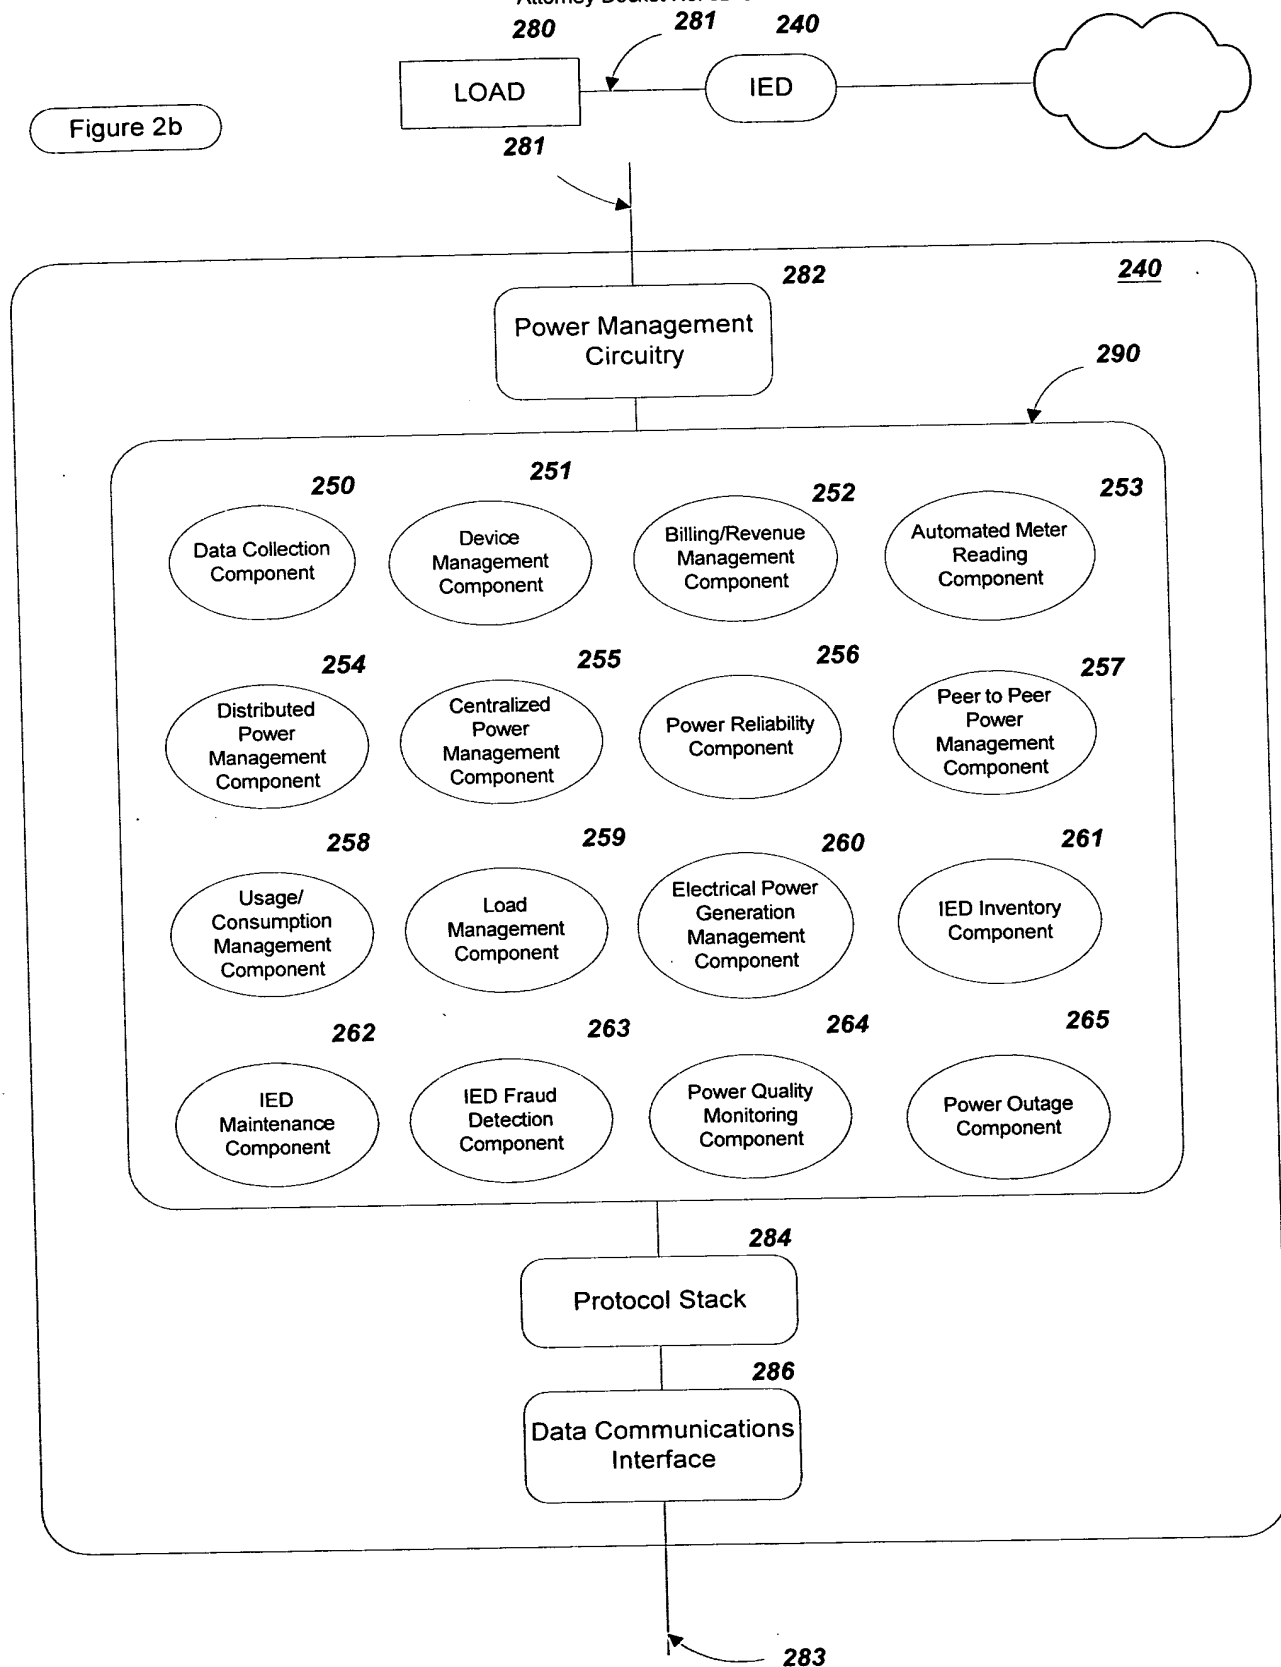 Attorney Docket No.
280
281
240
LOAD
IED
Figure 2b
281
240
282
Power Management
Circuitry
290
250
251
252
253
Data Collection
Component
Device
Management
Component
Billing/Revenue
Management
Component
Automated Meter
Reading
Component
254
255
256
257
Distributed
Power
Management
Component
Centralized
Power
Management
Component
Power Reliability
Component
Peer to Peer
Power
Management
Component
258
259
260
261
Usage/
Consumption
Management
Component
Load
Management
Component
Electrical Power
Generation
Management
Component
IED Inventory
Component
262
263
264
265
IED
Maintenance
Component
IED Fraud
Detection
Component
Power Quality
Monitoring
Component
Power Outage
Component
284
Protocol Stack
286
Data Communications
Interface
283